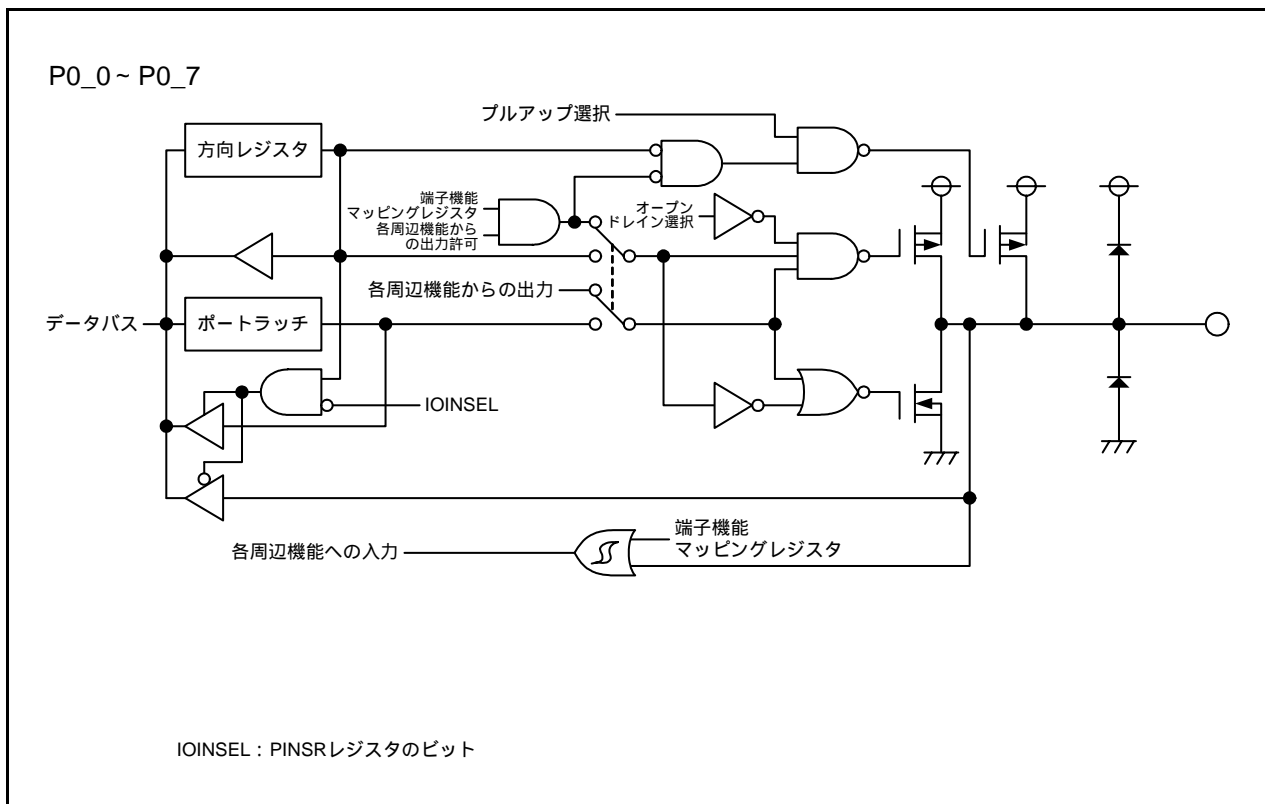 P0_0 ~ P0_7
プルアップ選択
方向レジスタ
端子機能
マッピングレジスタ
各周辺機能から
の出力許可
オープン
ドレイン選択
各周辺機能からの出力
データバス
ポートラッチ
IOINSEL
端子機能
マッピングレジスタ
各周辺機能への入力
IOINSEL：PINSRレジスタのビット